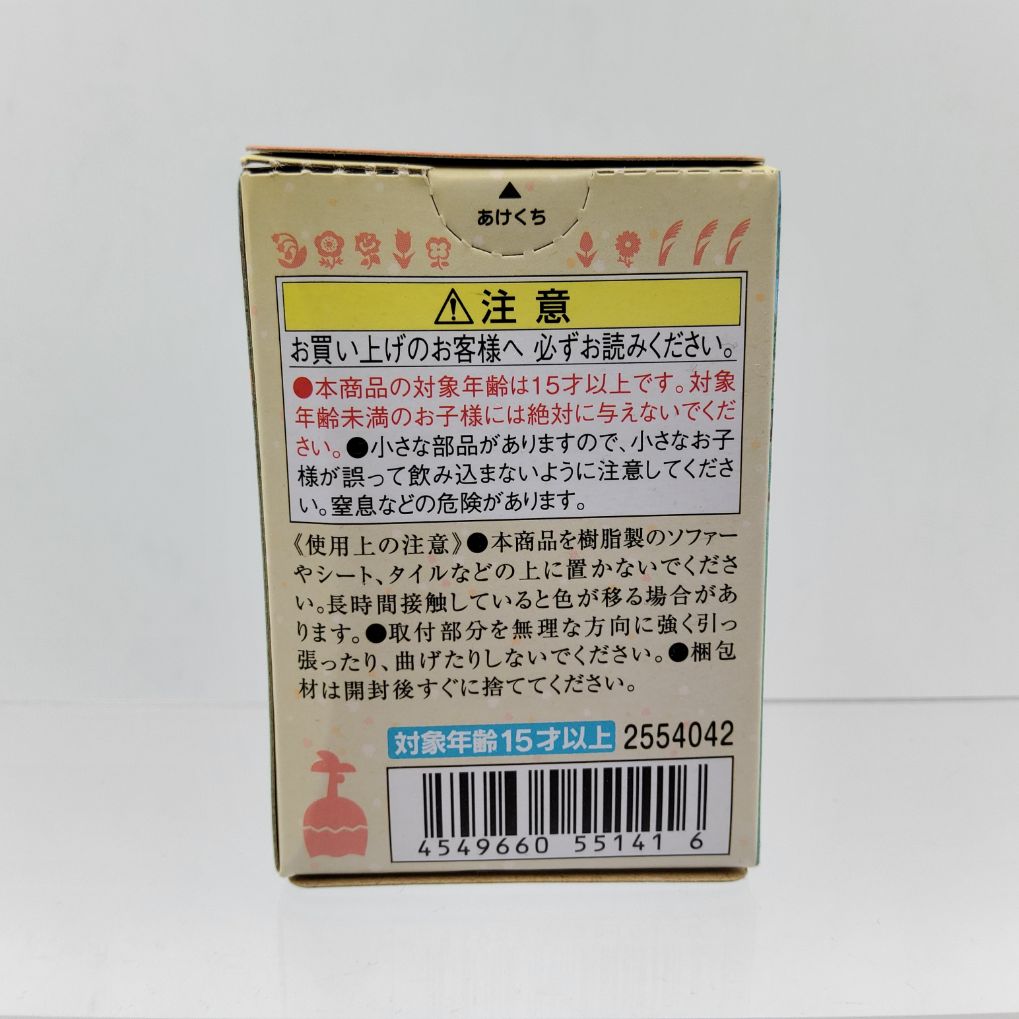 あけくち
注意
お買い上げのお客様へ 必ずお読みください。
●本商品の対象年齢は15才以上です。対象
年齢未満のお子様には絶対に与えないでくだ
さい。●小さな部品がありますので、小さなお子
様が誤って飲み込まないように注意してくださ
い。窒息などの危険があります。
《使用上の注意》●本商品を樹脂製のソファー
やシート、タイルなどの上に置かないでくださ
い。長時間接触していると色が移る場合があ
ります。●取付部分を無理な方向に強く引っ
張ったり、曲げたりしないでください。●梱包
材は開封後すぐに捨ててください。
対象年齢15才以上 2554042
4549660 551416